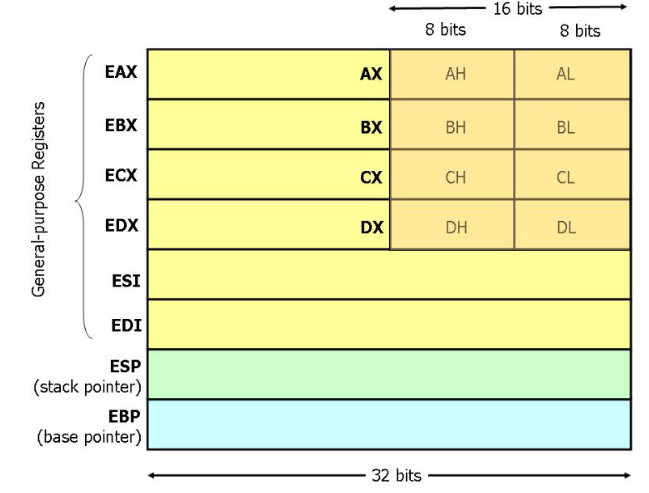 16 bits
8 bits 8 bits
EAX AX AH AL
EBX BX BH BL
ECX CX CH CL
EDX DX DH DL
General-purpose Registers
ESI
EDI
ESP
(stack pointer)
EBP
(base pointer)
32 bits